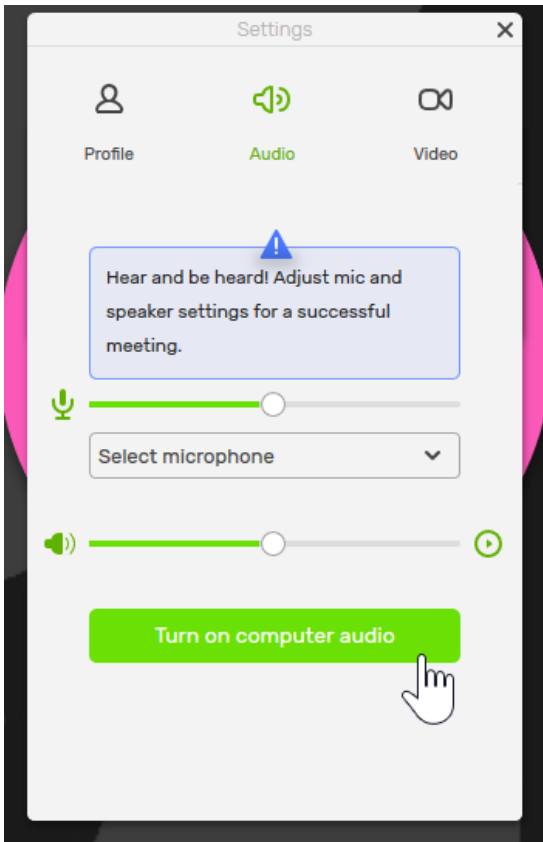 Settings
Profile
Audio
Video
Hear and be heard! Adjust mic and
speaker settings for a successful
meeting.
Select microphone
Turn on computer audio